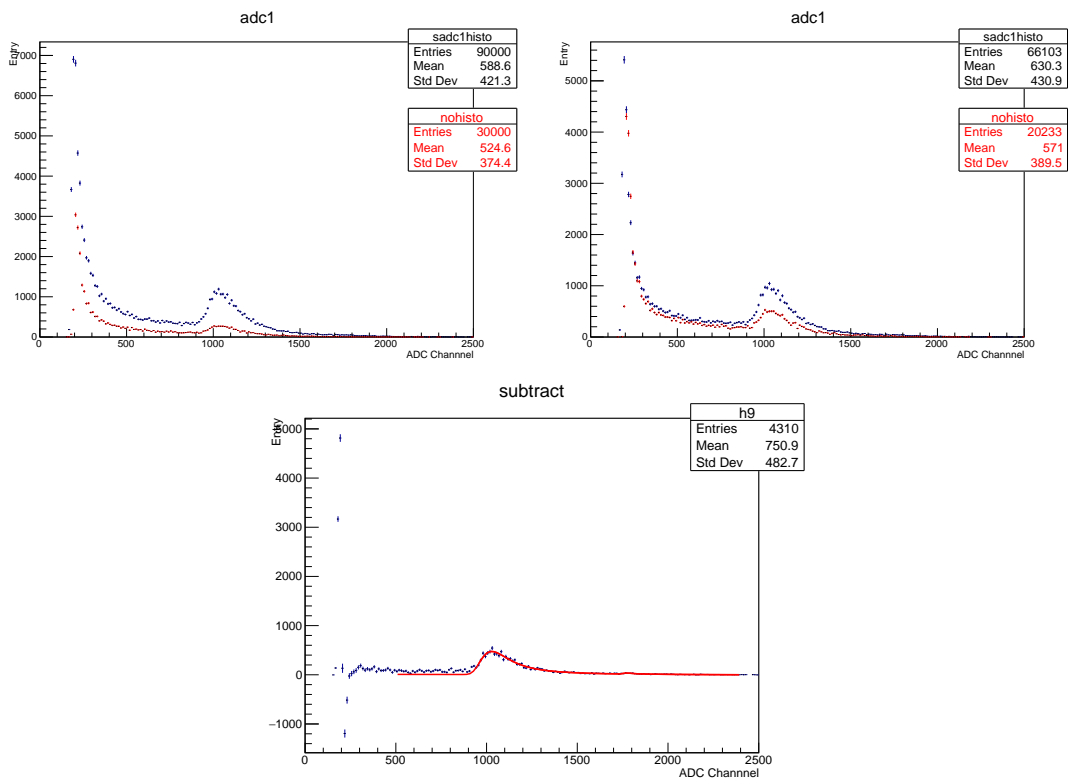 adc1
Entry
sadc1histo
Entries 90000
Mean 588.6
Std Dev 421.3
nohisto
Entries 30000
Mean 524.6
Std Dev 374.4
7000
6000
5000
4000
3000
2000
1000
0
0 500 1000 1500 2000 2500
ADC Channnel
adc1
Entry
sadc1histo
Entries 66103
Mean 630.3
Std Dev 430.9
nohisto
Entries 20233
Mean 571
Std Dev 389.5
5000
4000
3000
2000
1000
0
0 500 1000 1500 2000 2500
ADC Channnel
subtract
Entry
h9
Entries 4310
Mean 750.9
Std Dev 482.7
5000
4000
3000
2000
1000
0
−1000
0 500 1000 1500 2000 2500
ADC Channnel